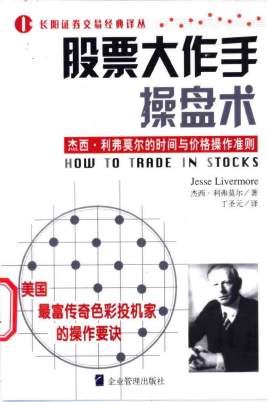 长阳证券交易经典译丛
股票大作手
操盘术
杰西·利弗莫尔的时间与价格操作准则
HOW TO TRADE IN STOCKS
Jesse Livermore
杰西·利弗莫尔/著
丁圣元/译
美国
最富传奇色彩投机家
的操作要诀
企业管理出版社